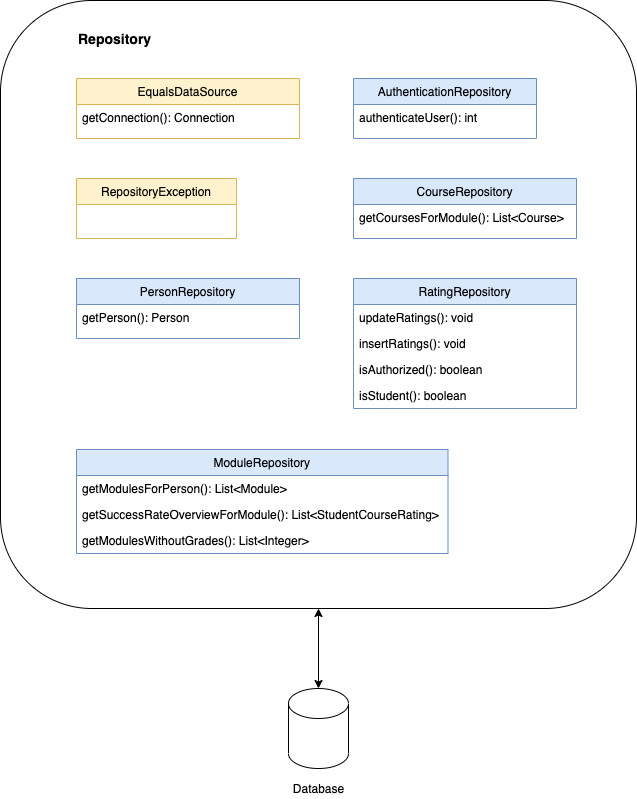 Repository
EqualsDataSource
getConnection(): Connection
AuthenticationRepository
authenticateUser(): int
RepositoryException
CourseRepository
getCoursesForModule(): List<Course>
PersonRepository
getPerson(): Person
RatingRepository
updateRatings(): void
insertRatings(): void
isAuthorized(): boolean
isStudent(): boolean
ModuleRepository
getModulesForPerson(): List<Module>
getSuccessRateOverviewForModule(): List<StudentCourseRating>
getModulesWithoutGrades(): List<Integer>
Database